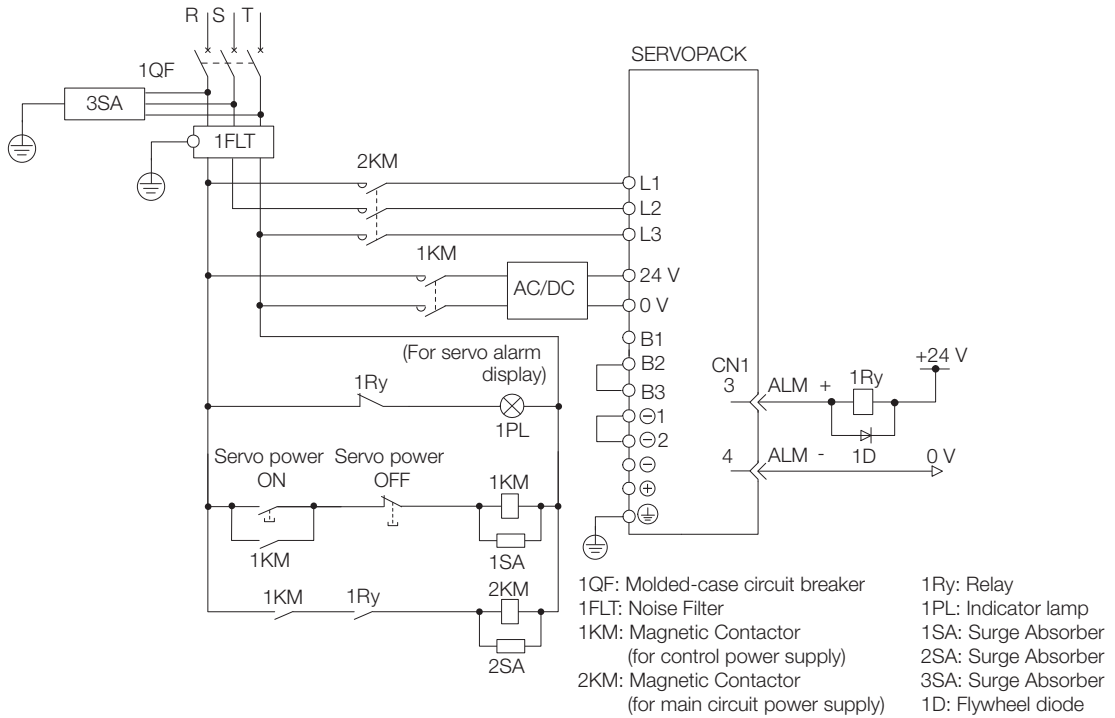 R S T
SERVOPACK
1QF
3SA
1FLT
2KM
L1
L2
L3
1KM
24 V
AC/DC
0 V
B1
(For servo alarm
display)
B2
CN1
+24 V
1Ry
B3
3
ALM +
1Ry
⊖1
1PL
⊖2
Servo power
ON
Servo power
OFF
4
ALM -
1D
0 V
⊖
1KM
⊕
1KM
1SA
1KM
1Ry
2KM
2SA
1QF: Molded-case circuit breaker
1FLT: Noise Filter
1KM: Magnetic Contactor
(for control power supply)
2KM: Magnetic Contactor
(for main circuit power supply)
1Ry: Relay
1PL: Indicator lamp
1SA: Surge Absorber
2SA: Surge Absorber
3SA: Surge Absorber
1D: Flywheel diode